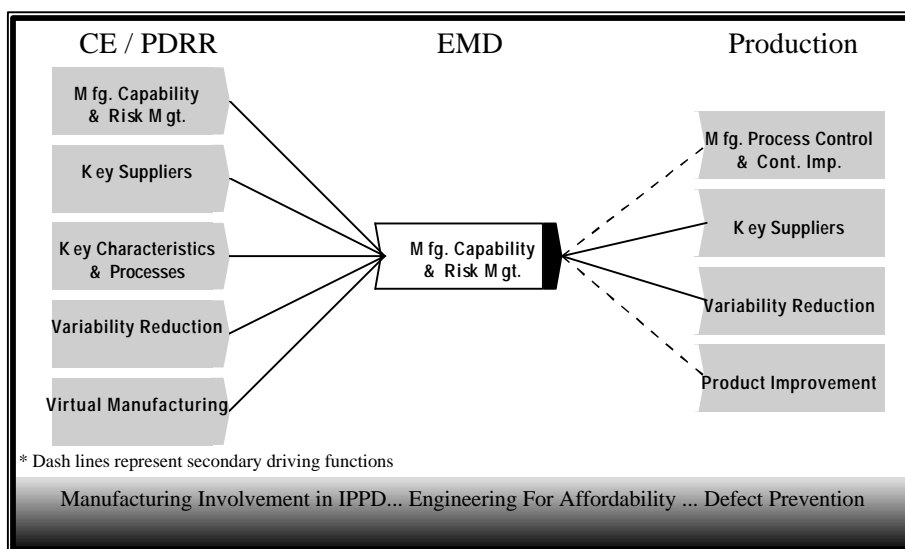 CE / PDRR
EMD
Production
Mfg. Capability
& Risk Mgt.
Key Suppliers
Key Characteristics
& Processes
Variability Reduction
Virtual Manufacturing
Mfg. Capability
& Risk Mgt.
Mfg. Process Control
& Cont. Imp.
Key Suppliers
Variability Reduction
Product Improvement
* Dash lines represent secondary driving functions
Manufacturing Involvement in IPPD... Engineering For Affordability ... Defect Prevention